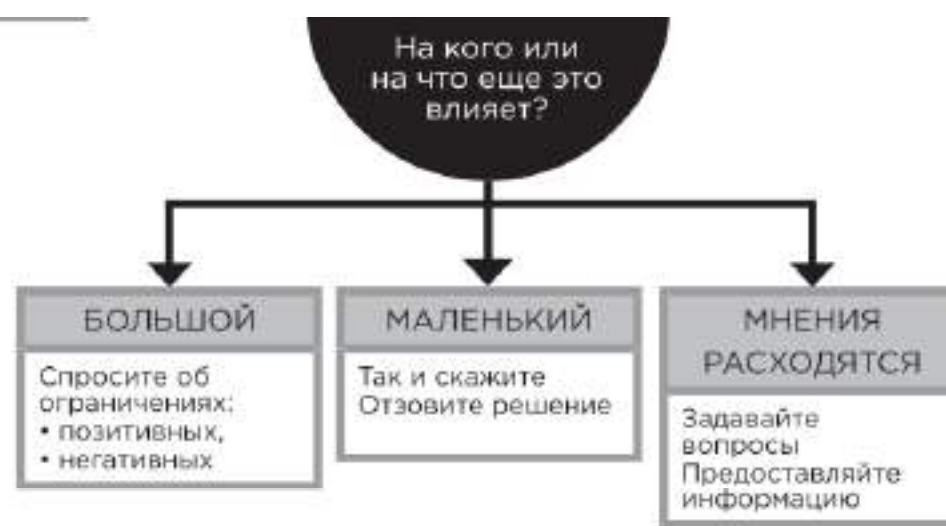 На кого или
на что еще это
влияет?
БОЛЬШОЙ
Спросите об
ограничениях:
• позитивных,
• негативных
МАЛЕНЬКИЙ
Так и скажите
Отзовите решение
МНЕНИЯ
РАСХОДЯТСЯ
Задавайте
вопросы
Предоставляйте
информацию